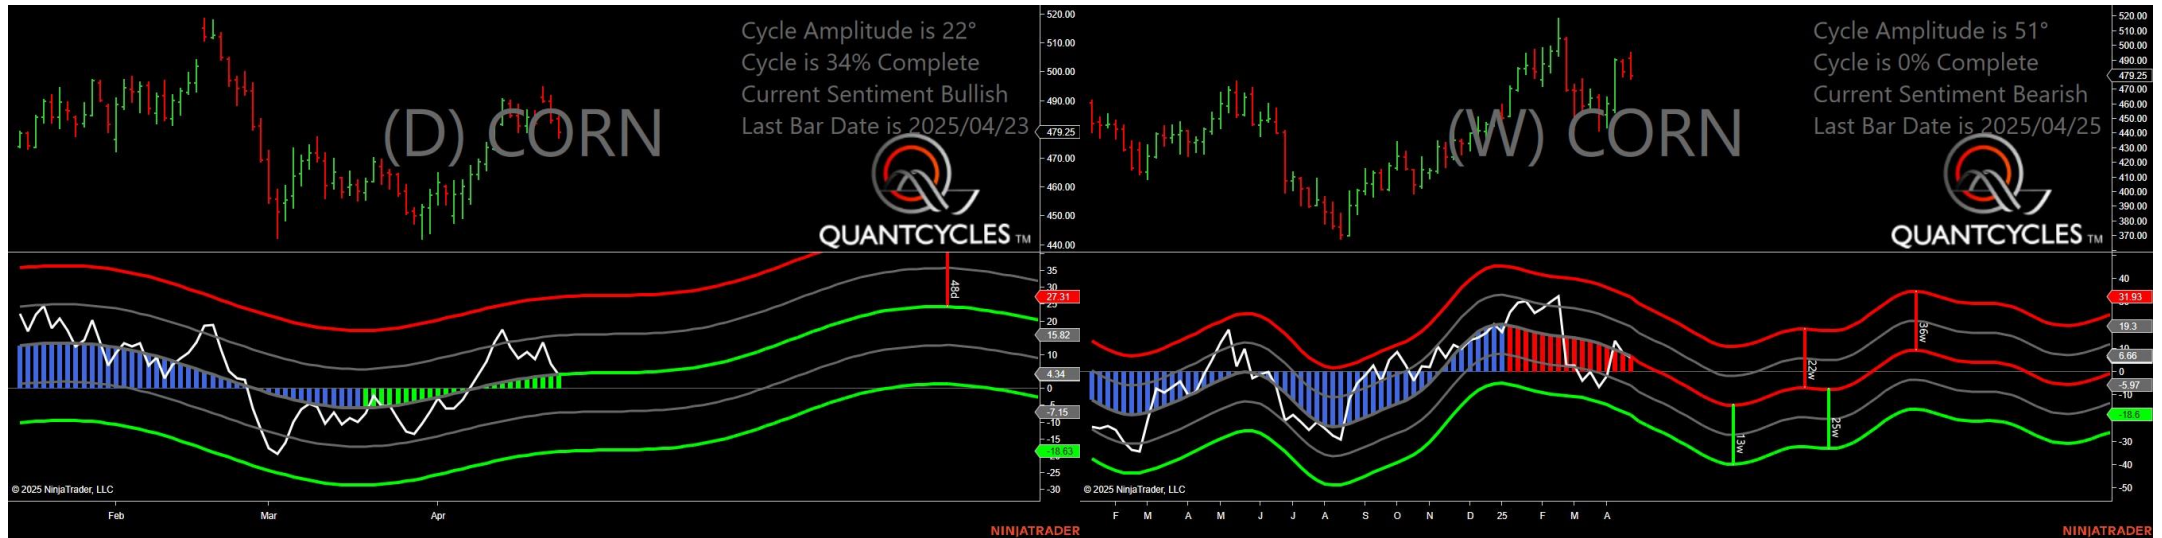 Cycle Amplitude is 22°
Cycle is 34% Complete
Current Sentiment Bullish
Last Bar Date is 2025/04/23
(D) CORN
QUANTCYCLES TM
520.00
510.00
500.00
490.00
479.25
470.00
460.00
450.00
440.00
48d
35
27.31
25
20
15.82
10
4.34
0
-5
-7.15
-10
-15
-18.63
-25
-30
© 2025 NinjaTrader, LLC
Feb Mar Apr
NINJATRADER
Cycle Amplitude is 51°
Cycle is 0% Complete
Current Sentiment Bearish
Last Bar Date is 2025/04/25
(W) CORN
QUANTCYCLES TM
520.00
510.00
500.00
490.00
479.25
470.00
460.00
450.00
440.00
430.00
420.00
410.00
400.00
390.00
380.00
370.00
13w
22w
25w
36w
40
31.93
19.3
10
6.66
0
-5.97
-10
-18.6
-30
-40
-50
© 2025 NinjaTrader, LLC
F M A M J J A S O N D 25 F M A
NINJATRADER